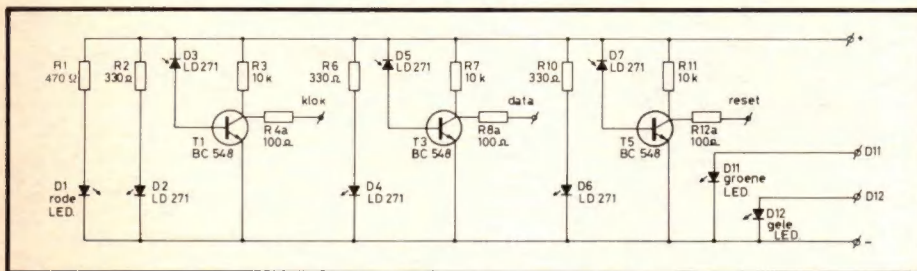 R1
470 Ω
R2
330 Ω
D3
LD 271
R3
10 k
klok
R4a
100 Ω
T1
BC 548
D1
rode
LED.
D2
LD 271
R6
330 Ω
D5
LD 271
R7
10 k
data
R8a
100 Ω
T3
BC 548
D4
LD 271
R10
330 Ω
D7
LD 271
R11
10 k
reset
R12a
100 Ω
T5
BC 548
D6
LD 271
D11
groene
LED.
D12
gele
LED.
+
D11
D12
−